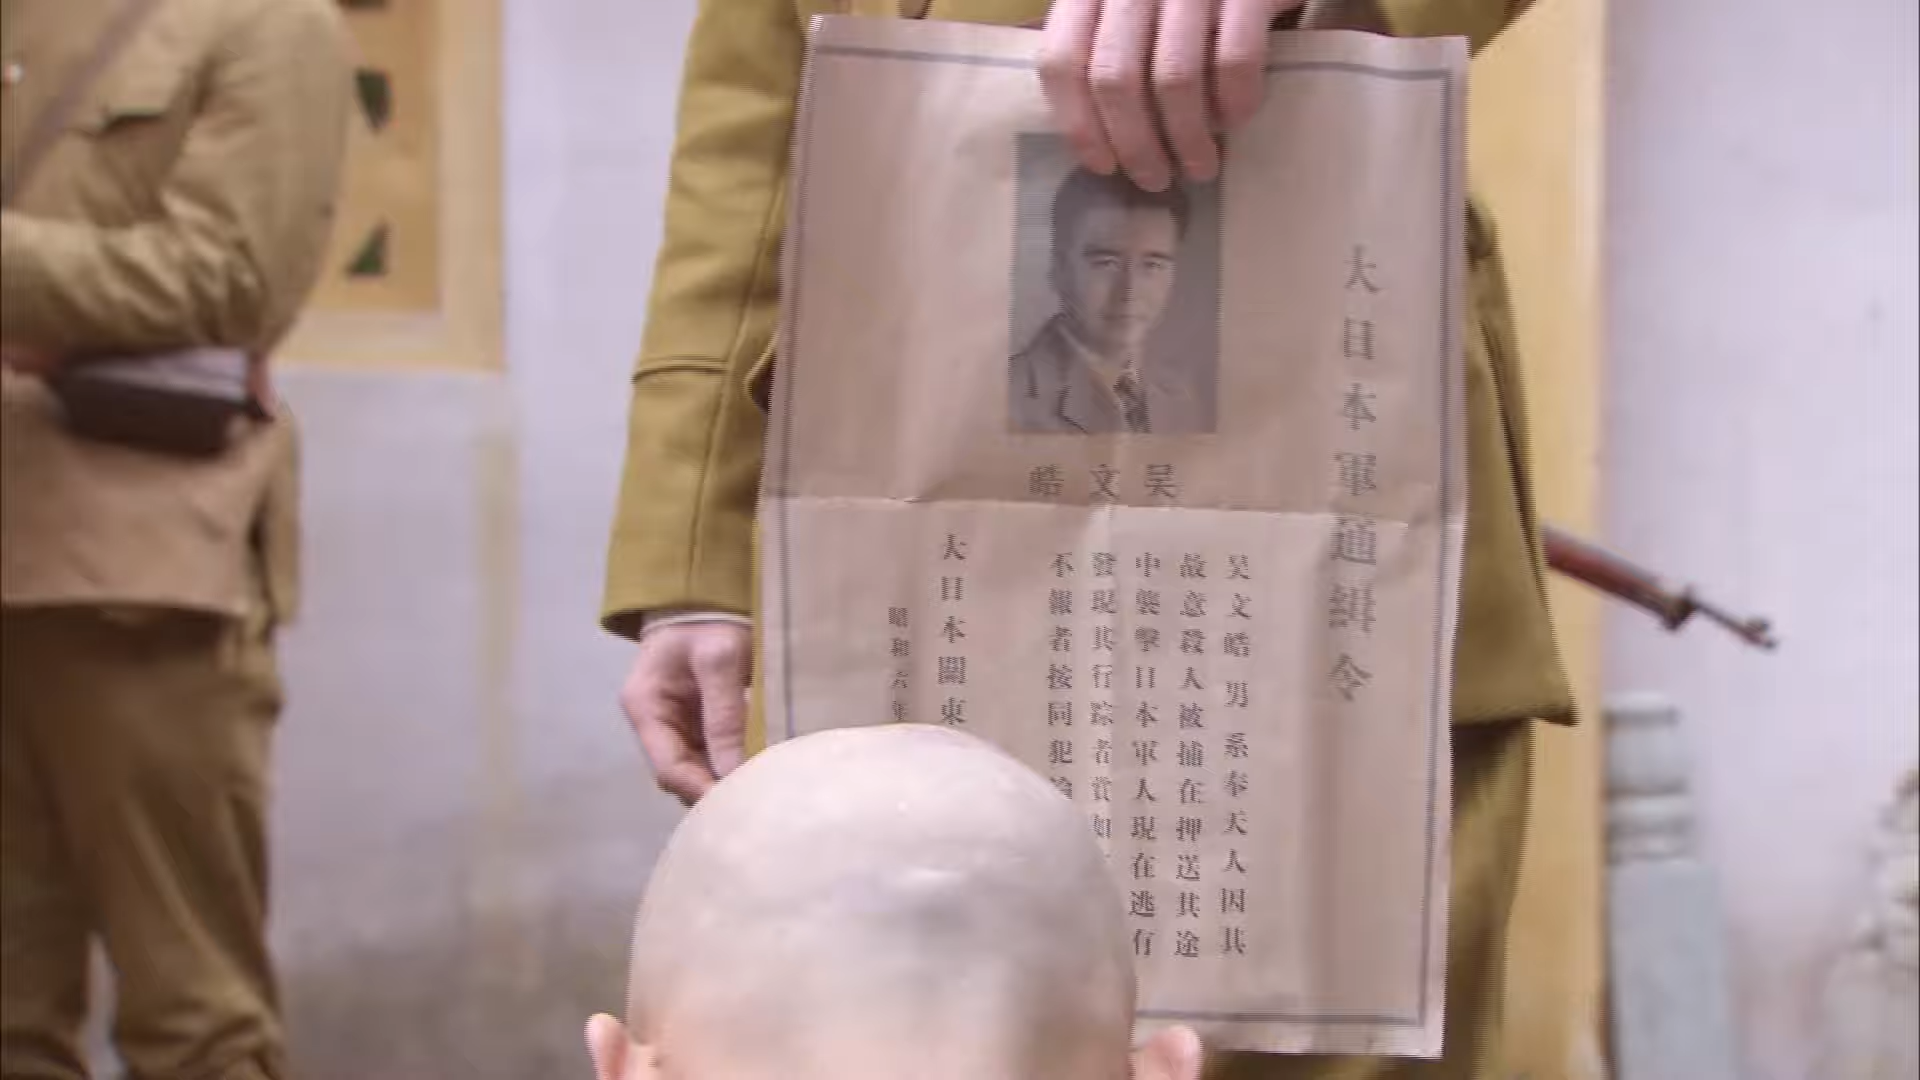 大日本軍通緝令
吴文皓
吴文皓男系奉天人因其
故意殺人被捕在押送其途
中襲擊日本軍人現在逃有
發現其行踪者賞如
不報者按同犯論
大日本關東
昭和六年